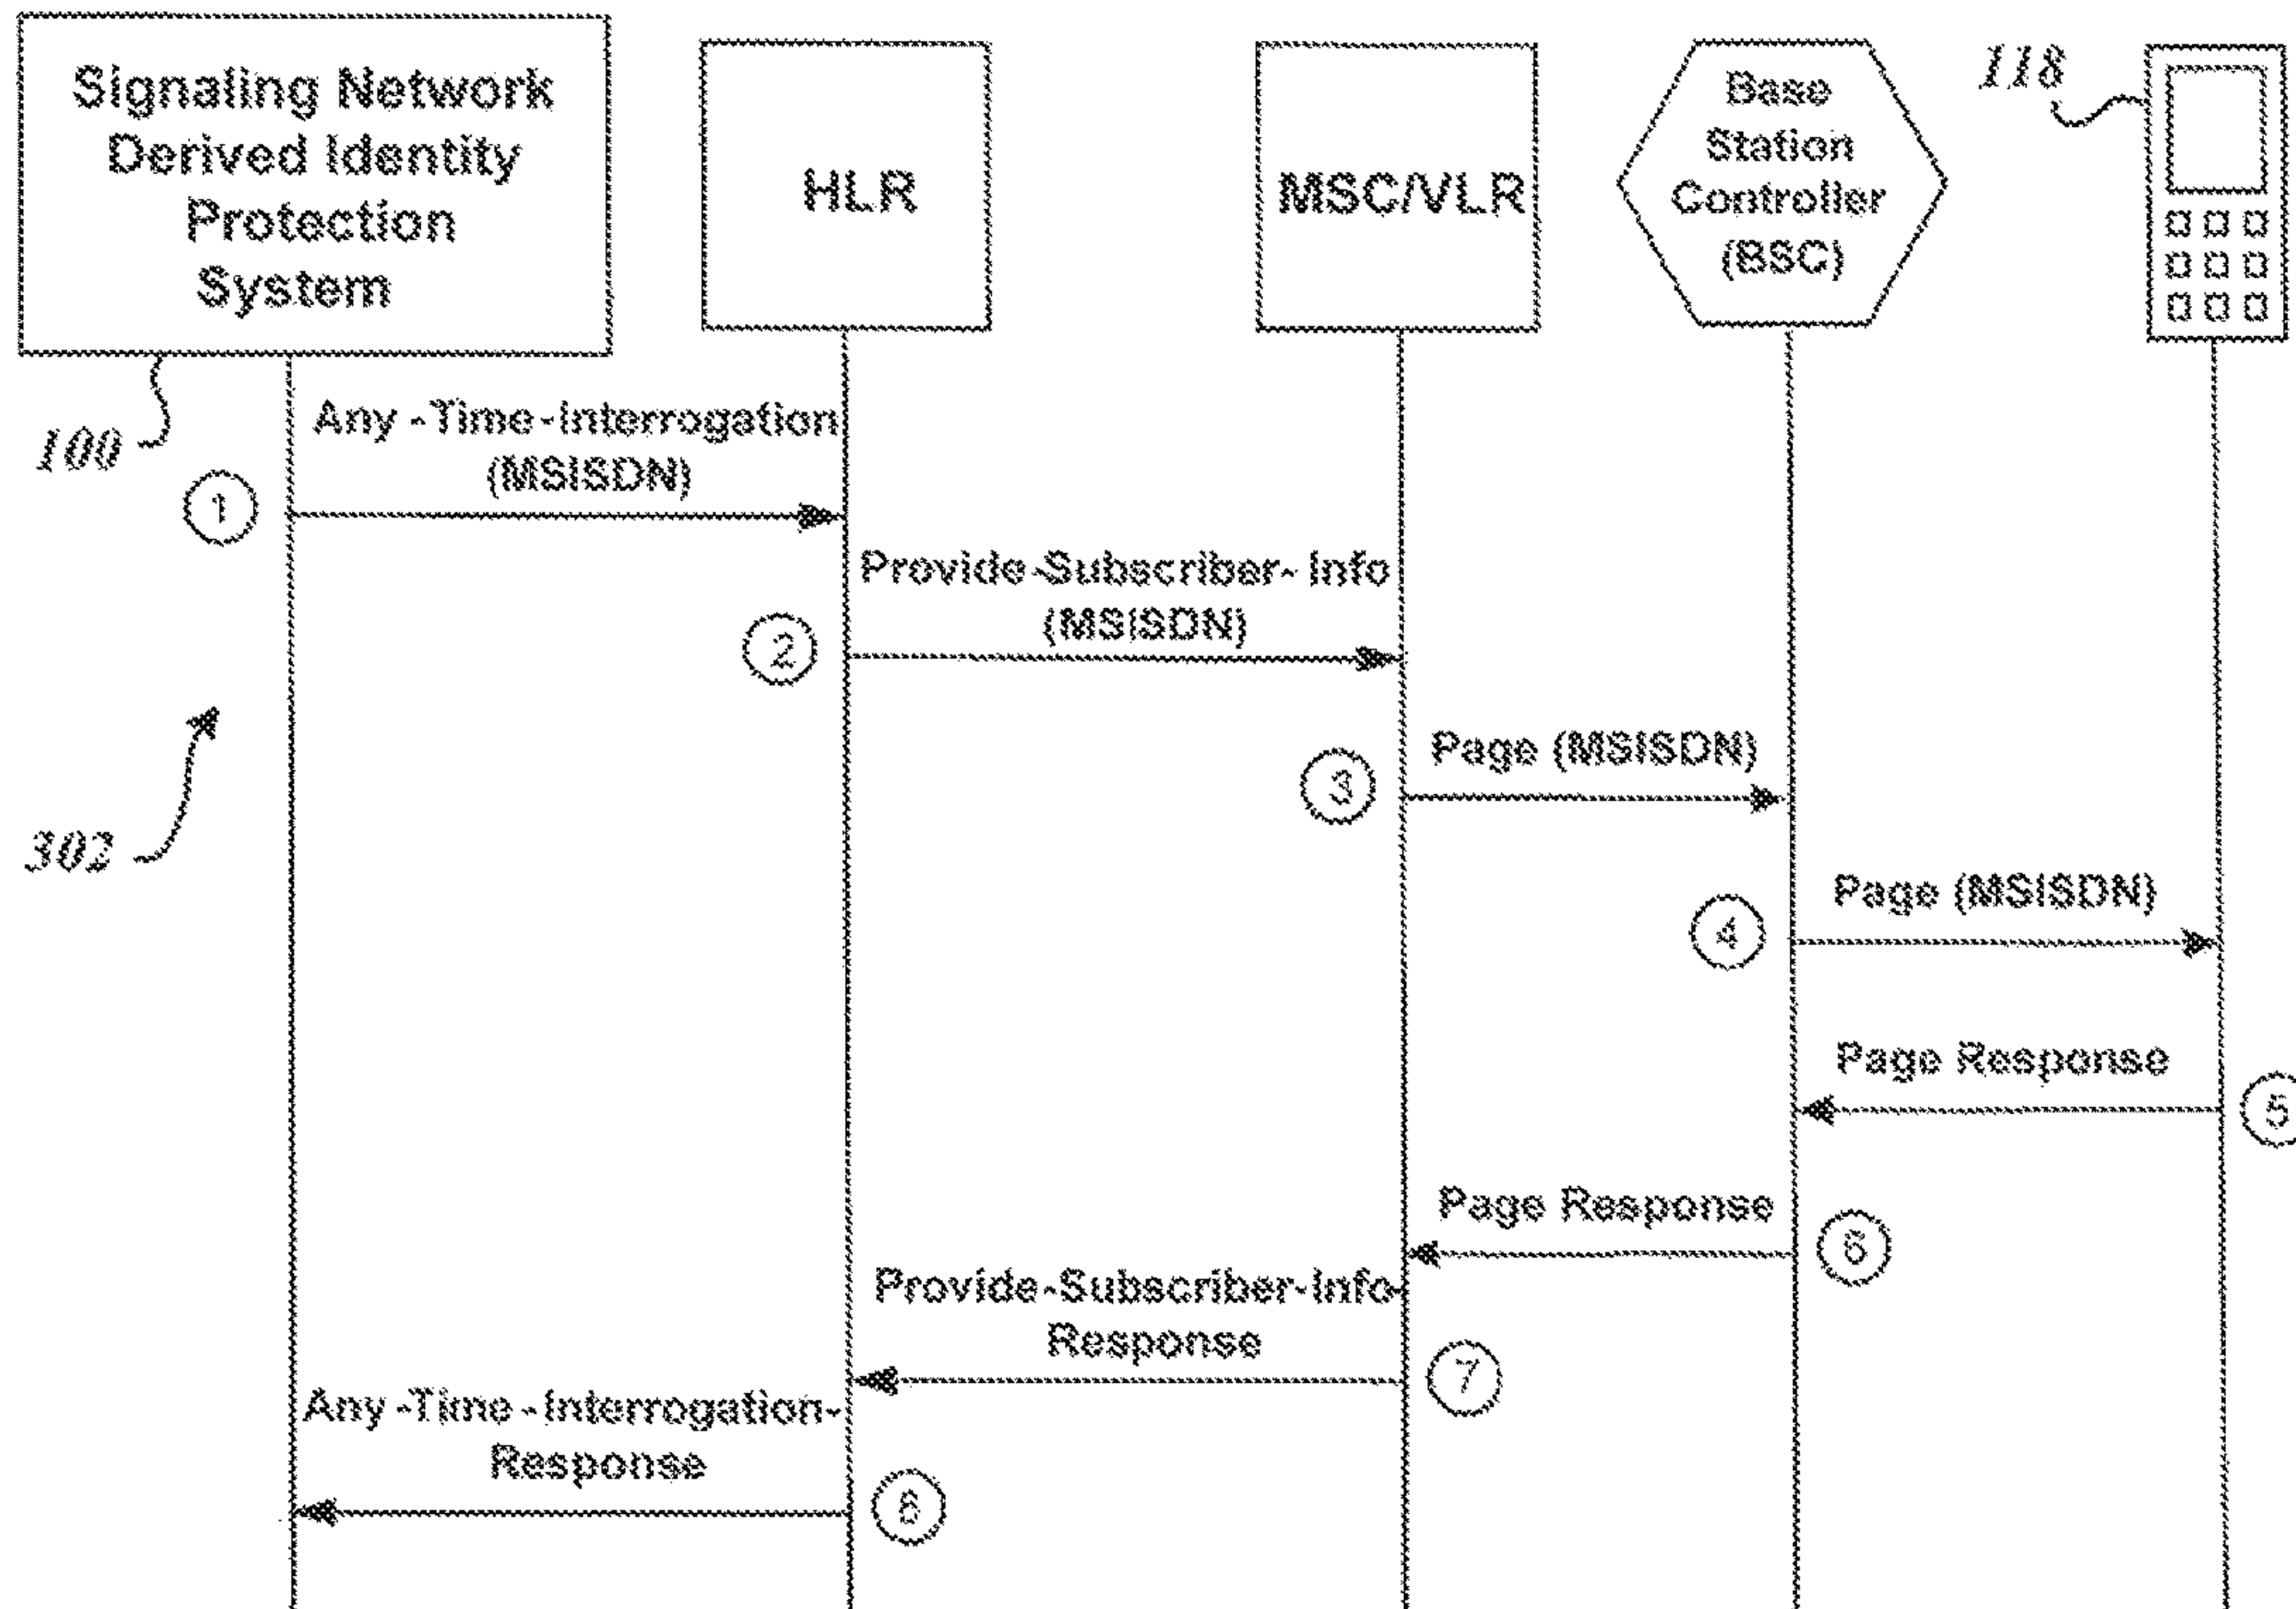 Signaling Network
Derived Identity
Protection
System
HLR
MSC/VLR
Base
Station
Controller
(BSC)
118
100
Any -Time-Interrogation
(MSISDN)
1
Provide-Subscriber- Info
(MSISDN)
2
302
Page (MSISDN)
3
Page (MSISDN)
4
Page Response
5
Page Response
6
Provide-Subscriber-Info-
Response
7
Any -Time -Interrogation-
Response
8